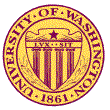 UNIVERSITY · OF · WASHINGTON
LVX · SIT
· 1861 ·